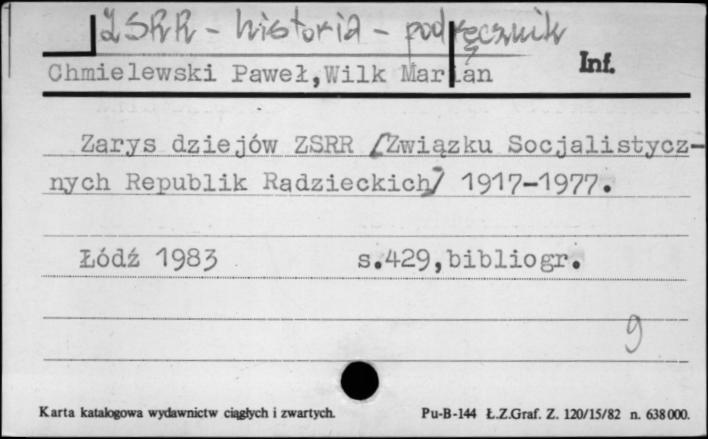 ZSRR - historia - podręcznik
Chmielewski Paweł,Wilk Marian Inf.
Zarys dziejów ZSRR /Związku Socjalistycz-
nych Republik Radzieckich/ 1917-1977.
Łódź 1983 s.429,bibliogr.
9
Karta katalogowa wydawnictw ciągłych i zwartych. Pu-B-144 Ł.Z.Graf. Z. 120/15/82 n. 638000.